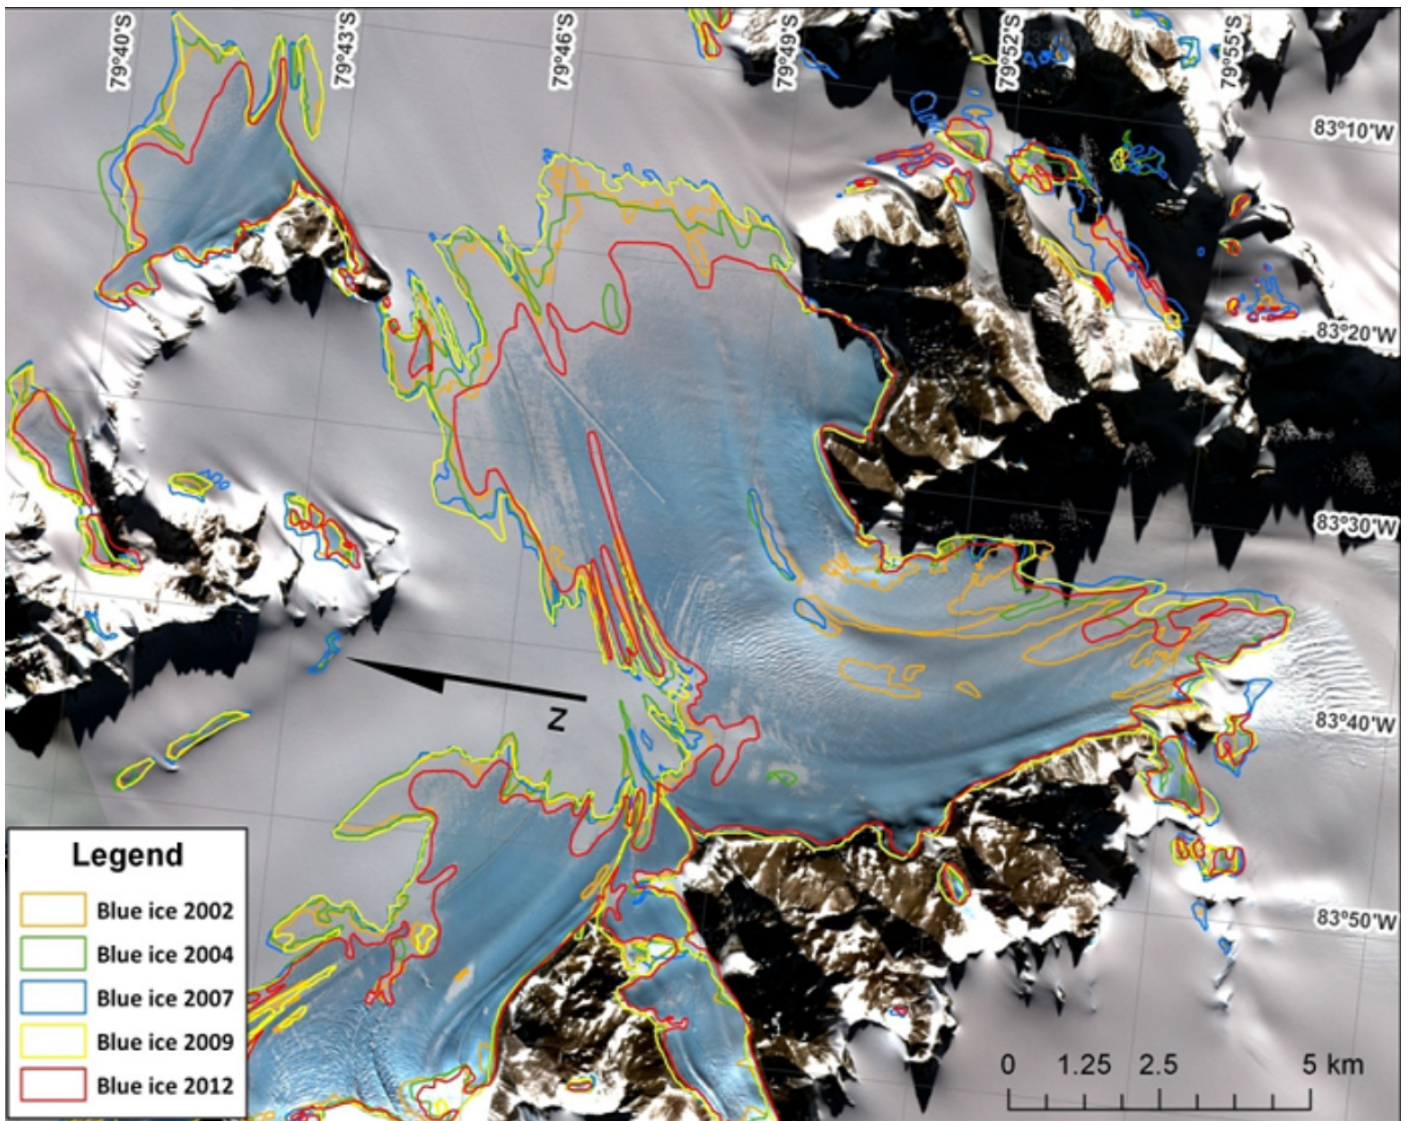 79°40'S
79°43'S
79°46'S
79°49'S
79°52'S
79°55'S
83°10'W
83°20'W
83°30'W
83°40'W
83°50'W
N
Legend
Blue ice 2002
Blue ice 2004
Blue ice 2007
Blue ice 2009
Blue ice 2012
0 1.25 2.5 5 km